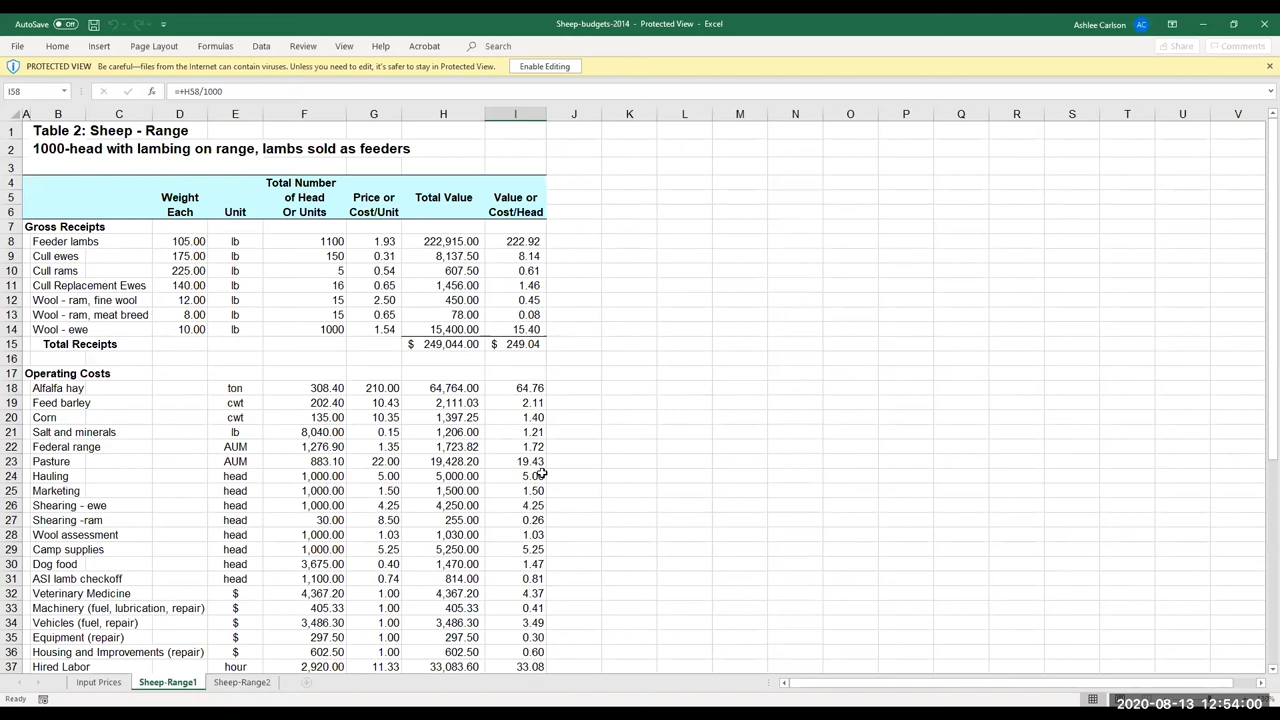 AutoSave Off Sheep-budgets-2014 - Protected View - Excel Ashlee Carlson AC
File Home Insert Page Layout Formulas Data Review View Help Acrobat Search Share Comments
PROTECTED VIEW Be careful—files from the Internet can contain viruses. Unless you need to edit, it's safer to stay in Protected View. Enable Editing
I58 fx =+H58/1000
A B C D E F G H I J K L M N O P Q R S T U V
1 Table 2: Sheep - Range
2 1000-head with lambing on range, lambs sold as feeders
3
4 Total Number
5 Weight of Head Price or Total Value Value or
6 Each Unit Or Units Cost/Unit Cost/Head
7 Gross Receipts
8 Feeder lambs 105.00 lb 1100 1.93 222,915.00 222.92
9 Cull ewes 175.00 lb 150 0.31 8,137.50 8.14
10 Cull rams 225.00 lb 5 0.54 607.50 0.61
11 Cull Replacement Ewes 140.00 lb 16 0.65 1,456.00 1.46
12 Wool - ram, fine wool 12.00 lb 15 2.50 450.00 0.45
13 Wool - ram, meat breed 8.00 lb 15 0.65 78.00 0.08
14 Wool - ewe 10.00 lb 1000 1.54 15,400.00 15.40
15 Total Receipts $ 249,044.00 $ 249.04
16
17 Operating Costs
18 Alfalfa hay ton 308.40 210.00 64,764.00 64.76
19 Feed barley cwt 202.40 10.43 2,111.03 2.11
20 Corn cwt 135.00 10.35 1,397.25 1.40
21 Salt and minerals lb 8,040.00 0.15 1,206.00 1.21
22 Federal range AUM 1,276.90 1.35 1,723.82 1.72
23 Pasture AUM 883.10 22.00 19,428.20 19.43
24 Hauling head 1,000.00 5.00 5,000.00 5.00
25 Marketing head 1,000.00 1.50 1,500.00 1.50
26 Shearing - ewe head 1,000.00 4.25 4,250.00 4.25
27 Shearing -ram head 30.00 8.50 255.00 0.26
28 Wool assessment head 1,000.00 1.03 1,030.00 1.03
29 Camp supplies head 1,000.00 5.25 5,250.00 5.25
30 Dog food head 3,675.00 0.40 1,470.00 1.47
31 ASI lamb checkoff head 1,100.00 0.74 814.00 0.81
32 Veterinary Medicine $ 4,367.20 1.00 4,367.20 4.37
33 Machinery (fuel, lubrication, repair) $ 405.33 1.00 405.33 0.41
34 Vehicles (fuel, repair) $ 3,486.30 1.00 3,486.30 3.49
35 Equipment (repair) $ 297.50 1.00 297.50 0.30
36 Housing and Improvements (repair) $ 602.50 1.00 602.50 0.60
37 Hired Labor hour 2,920.00 11.33 33,083.60 33.08
Input Prices Sheep-Range1 Sheep-Range2
Ready
2020-08-13 12:54:00